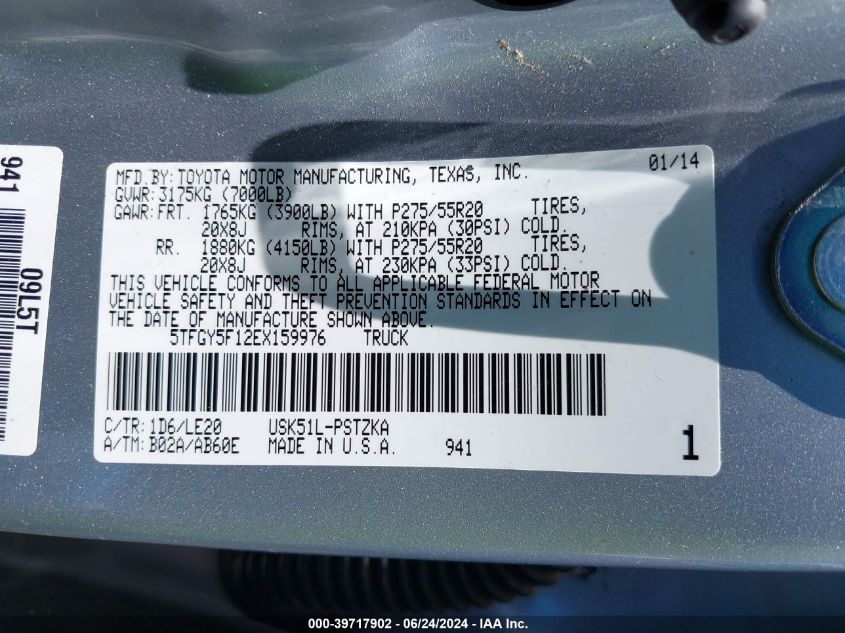 941
09L5T
MFD.BY:TOYOTA MOTOR MANUFACTURING, TEXAS, INC. 01/14
GVWR:3175KG (7000LB)
GAWR:FRT. 1765KG (3900LB) WITH P275/55R20 TIRES,
20X8J RIMS, AT 210KPA (30PSI) COLD.
RR. 1880KG (4150LB) WITH P275/55R20 TIRES,
20X8J RIMS, AT 230KPA (33PSI) COLD.
THIS VEHICLE CONFORMS TO ALL APPLICABLE FEDERAL MOTOR
VEHICLE SAFETY AND THEFT PREVENTION STANDARDS IN EFFECT ON
THE DATE OF MANUFACTURE SHOWN ABOVE.
5TFGY5F12EX159976 TRUCK
C/TR:1D6/LE20 USK51L-PSTZKA
A/TM:B02A/AB60E MADE IN U.S.A. 941 1
000-39717902 - 06/24/2024 - IAA Inc.